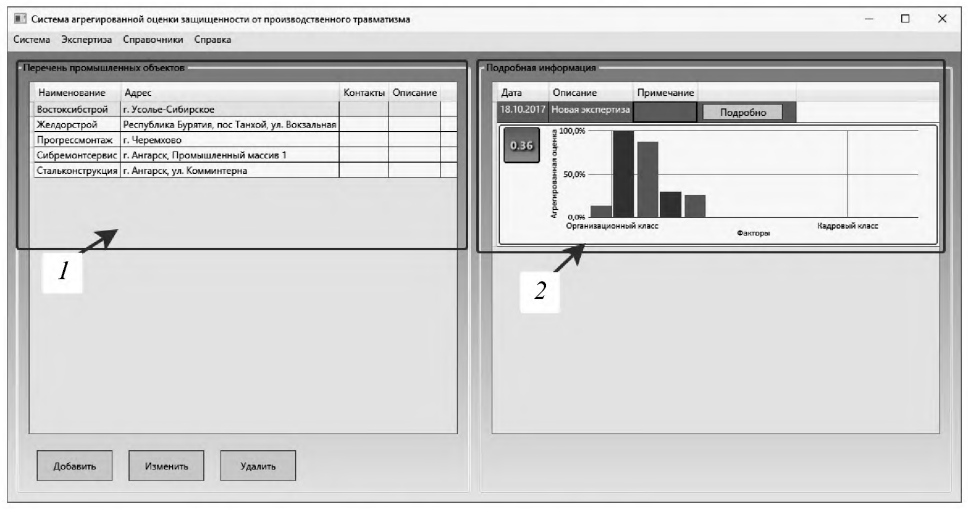 Система агрегированной оценки защищенности от производственного травматизма
Система Экспертиза Справочники Справка
Перечень промышленных объектов
Наименование Адрес Контакты Описание
Востоксибстрой г. Усолье-Сибирское
Желдорстрой Республика Бурятия, пос Танхой, ул. Вокзальная
Прогрессмонтаж г. Черемхово
Сибремонтсервис г. Ангарск, Промышленный массив 1
Стальконструкция г. Ангарск, ул. Комминтерна
1
Добавить Изменить Удалить
Подробная информация
Дата Описание Примечание
18.10.2017 Новая экспертиза Подробно
0.36
Агрегированная оценка
100,0%
50,0%
0,0%
Организационный класс Кадровый класс
Факторы
2